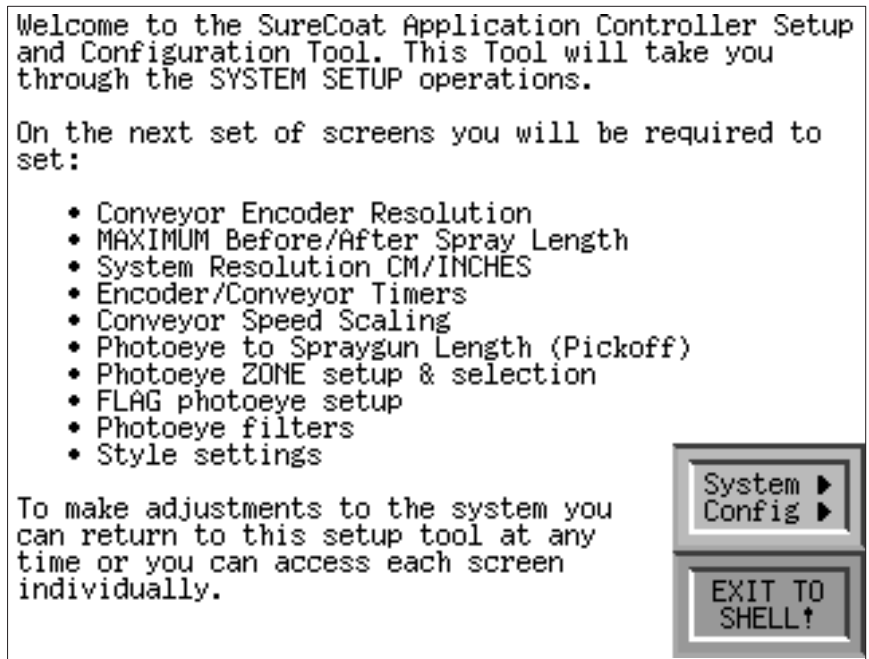 Welcome to the SureCoat Application Controller Setup
and Configuration Tool. This Tool will take you
through the SYSTEM SETUP operations.
On the next set of screens you will be required to
set:
• Conveyor Encoder Resolution
• MAXIMUM Before/After Spray Length
• System Resolution CM/INCHES
• Encoder/Conveyor Timers
• Conveyor Speed Scaling
• Photoeye to Spraygun Length (Pickoff)
• Photoeye ZONE setup & selection
• FLAG photoeye setup
• Photoeye filters
• Style settings
To make adjustments to the system you
can return to this setup tool at any
time or you can access each screen
individually.
System ▶
Config ▶
EXIT TO
SHELL!